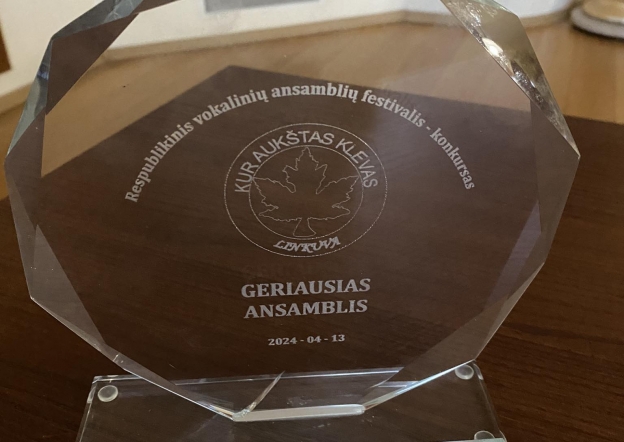 Respublikinis vokalinių ansamblių festivalis - konkursas
KUR AUKŠTAS KLEVAS
LINKUVA
GERIAUSIAS
ANSAMBLIS
2024 - 04 - 13